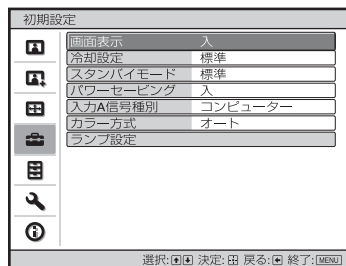 初期設定
画面表示 入
冷却設定 標準
スタンバイモード 標準
パワーセービング 入
入力A信号種別 コンピューター
カラー方式 オート
ランプ設定
選択: 決定: 戻る: 終了:MENU